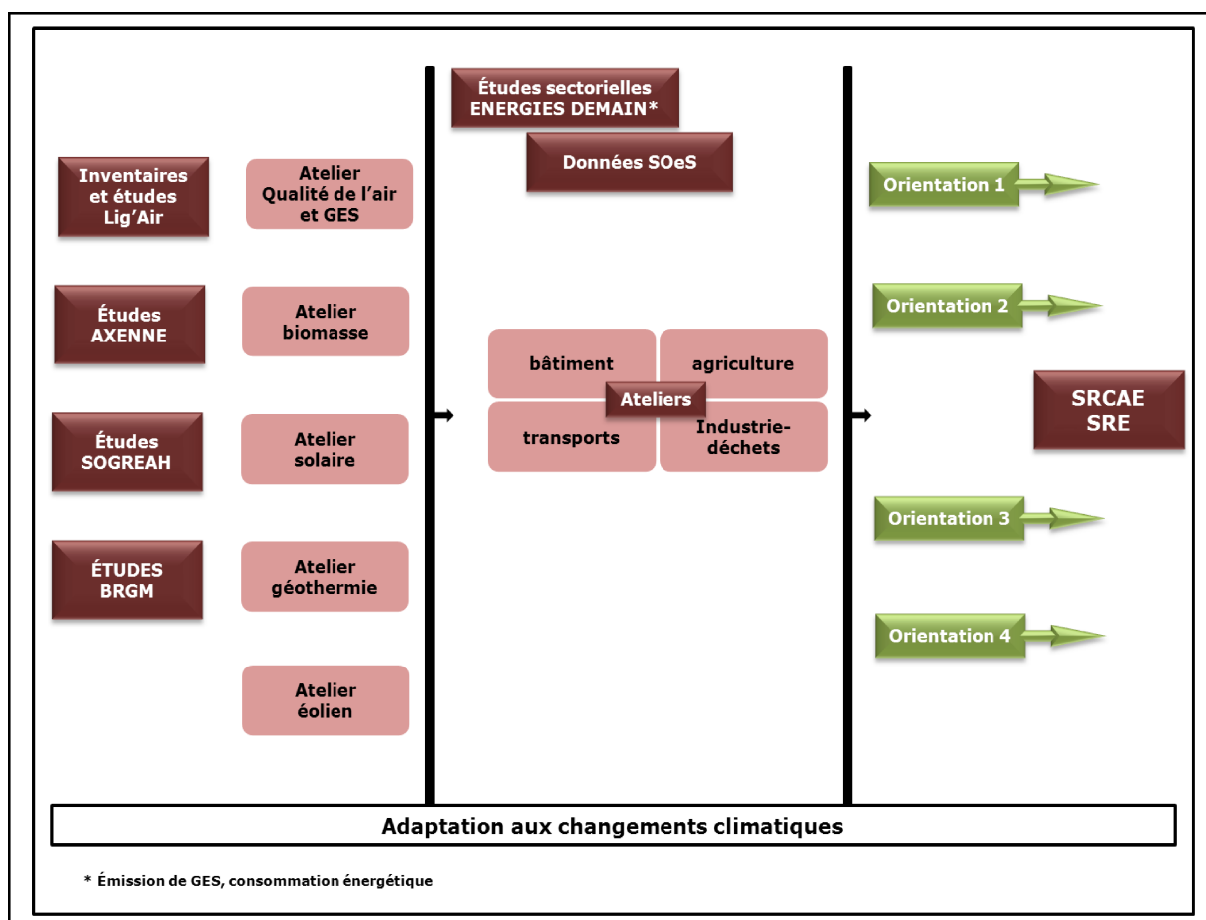 Études sectorielles
ENERGIES DEMAIN*
Données SOeS
Inventaires
et études
Lig'Air
Atelier
Qualité de l'air
et GES
Études
AXENNE
Atelier
biomasse
Études
SOGREAH
Atelier
solaire
ÉTUDES
BRGM
Atelier
géothermie
Atelier
éolien
bâtiment
agriculture
Ateliers
transports
Industrie-
déchets
Orientation 1
Orientation 2
Orientation 3
Orientation 4
SRCAE
SRE
Adaptation aux changements climatiques
* Émission de GES, consommation énergétique